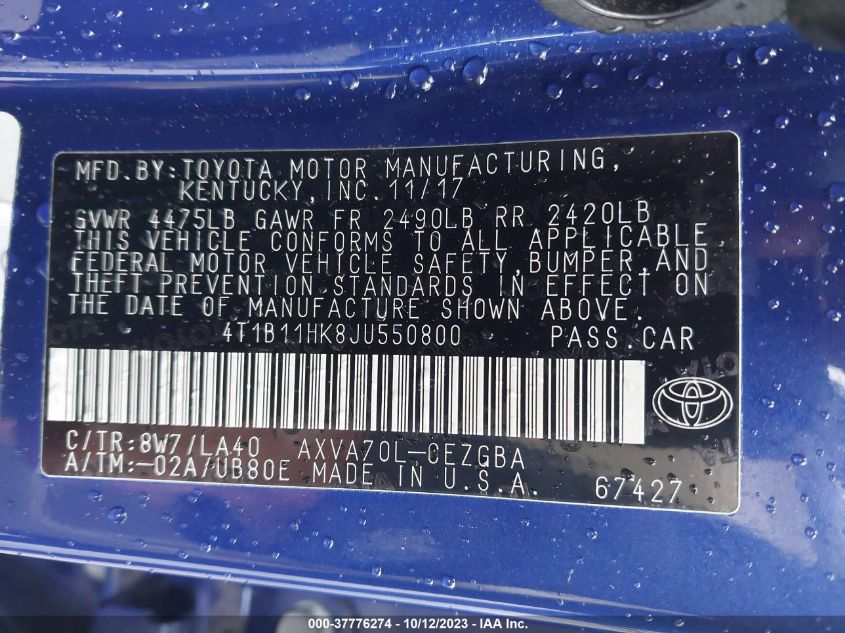 MFD. BY: TOYOTA MOTOR MANUFACTURING,
KENTUCKY, INC. 11/17
GVWR 4475LB GAWR FR 2490LB RR 2420LB
THIS VEHICLE CONFORMS TO ALL APPLICABLE
FEDERAL MOTOR VEHICLE SAFETY, BUMPER, AND
THEFT PREVENTION STANDARDS IN EFFECT ON
THE DATE OF MANUFACTURE SHOWN ABOVE.
4T1B11HK8JU550800 PASS. CAR
C/TR: 8W7/LA40 AXVA70L-CEZGBA
A/TM: -02A/UB80E MADE IN U.S.A. 67427
000-37776274 - 10/12/2023 - IAA Inc.